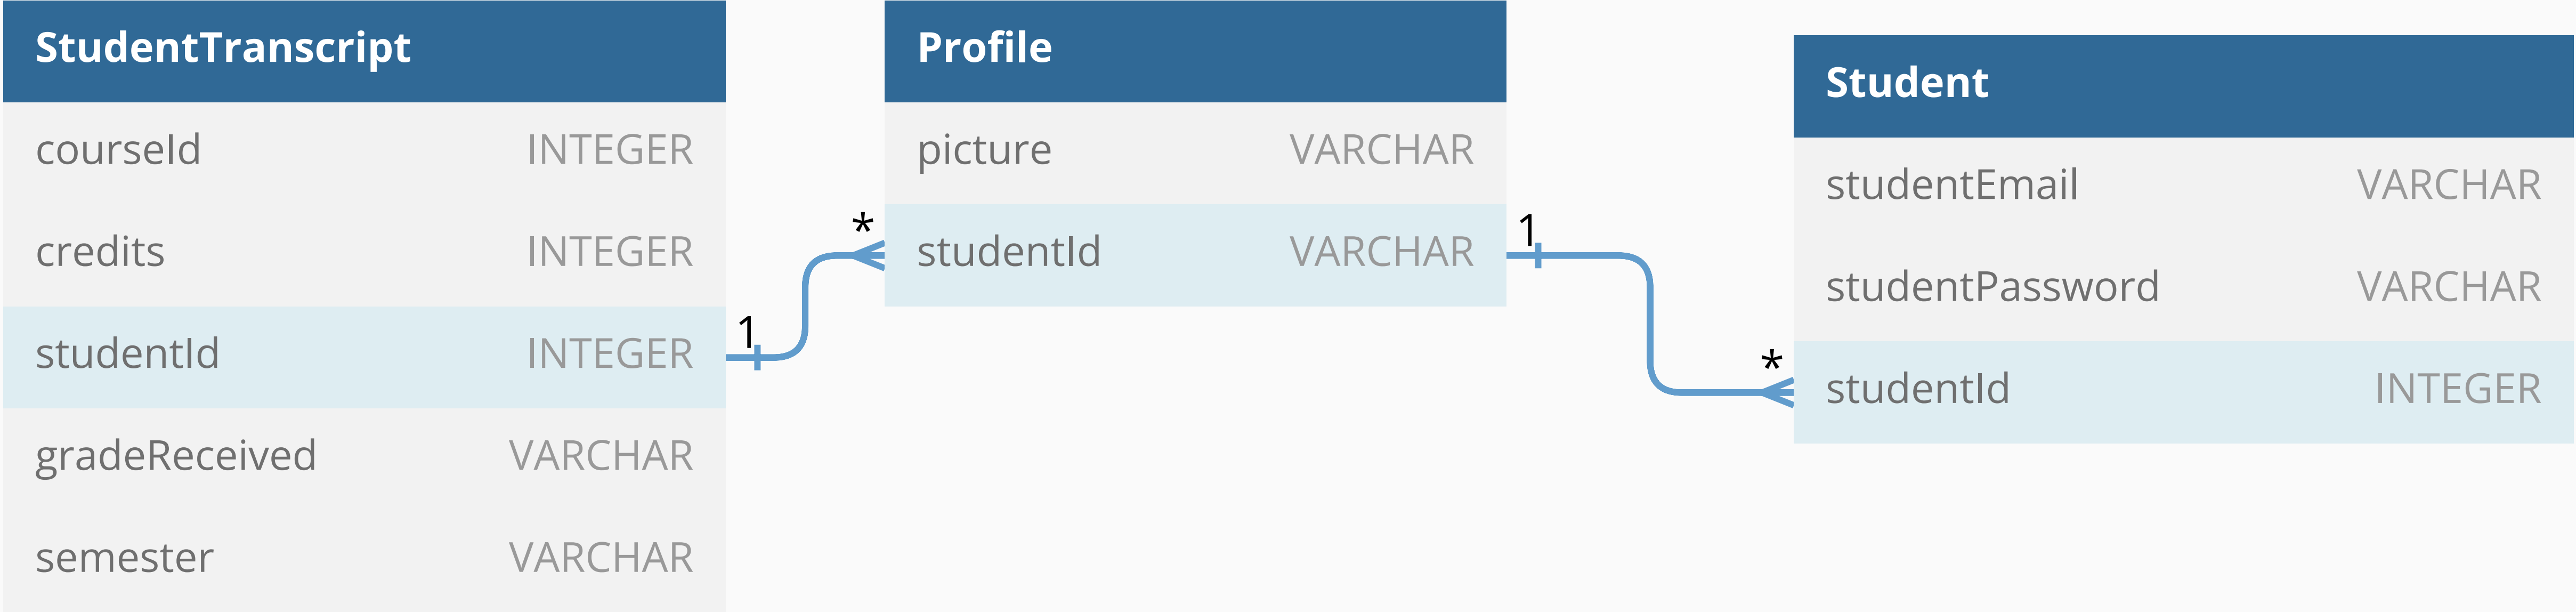 StudentTranscript
courseId INTEGER
credits INTEGER
studentId INTEGER
gradeReceived VARCHAR
semester VARCHAR
1
*
Profile
picture VARCHAR
studentId VARCHAR
1
*
Student
studentEmail VARCHAR
studentPassword VARCHAR
studentId INTEGER